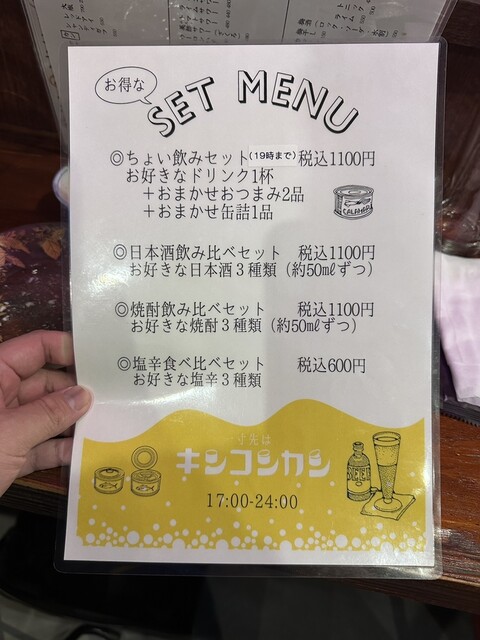 お得な
SET MENU
◎ちょい飲みセット(19時まで) 税込1100円
お好きなドリンク1杯
＋おまかせおつまみ2品
＋おまかせ缶詰1品
◎日本酒飲み比べセット 税込1100円
お好きな日本酒３種類（約50mlずつ）
◎焼酎飲み比べセット 税込1100円
お好きな焼酎３種類（約50mlずつ）
◎塩辛食べ比べセット 税込600円
お好きな塩辛３種類
一寸先は
キンコンカン
17:00-24:00